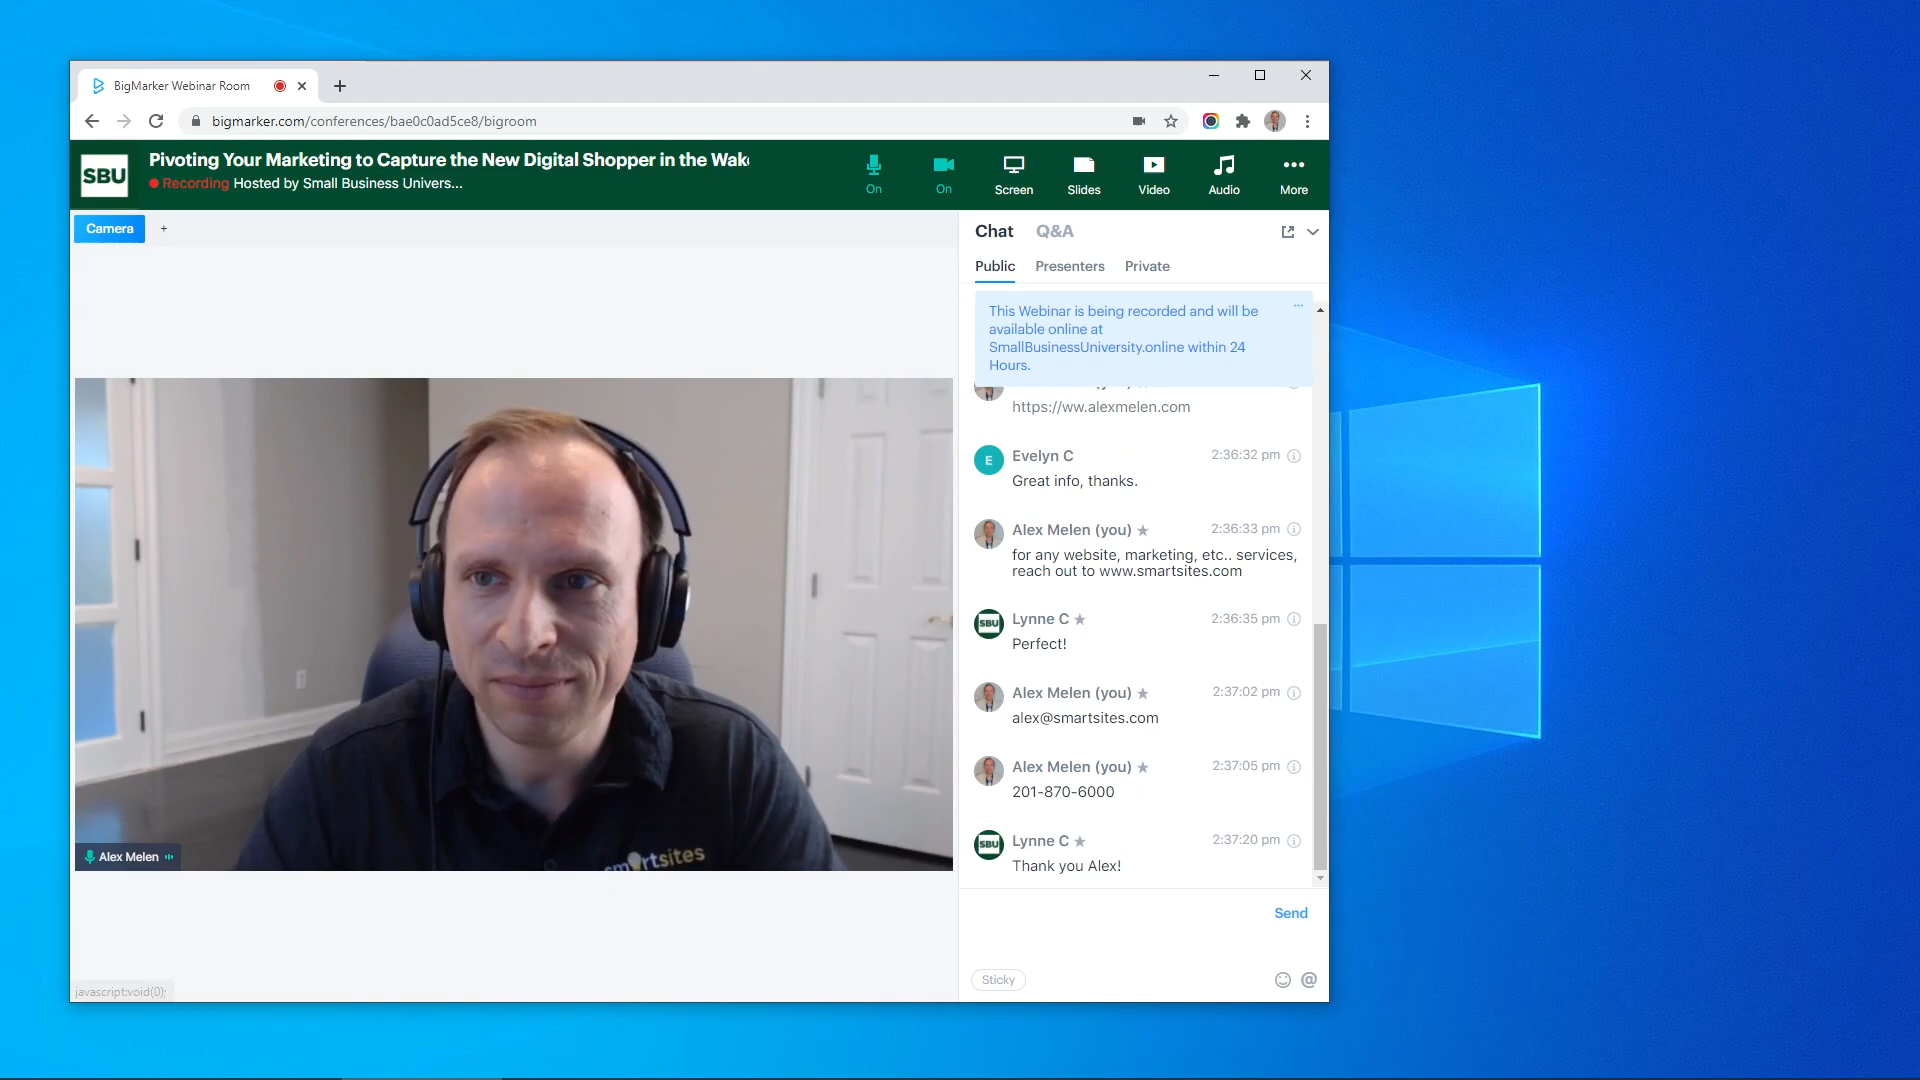 BigMarker Webinar Room
bigmarker.com/conferences/bae0c0ad5ce8/bigroom
SBU
Pivoting Your Marketing to Capture the New Digital Shopper in the Wake
Recording Hosted by Small Business Univers...
On
On
Screen
Slides
Video
Audio
More
Camera
+
Chat
Q&A
Public
Presenters
Private
This Webinar is being recorded and will be
available online at
SmallBusinessUniversity.online within 24
Hours.
https://ww.alexmelen.com
E
Evelyn C
2:36:32 pm
Great info, thanks.
Alex Melen (you)
2:36:33 pm
for any website, marketing, etc.. services,
reach out to www.smartsites.com
SBU
Lynne C
2:36:35 pm
Perfect!
Alex Melen (you)
2:37:02 pm
alex@smartsites.com
Alex Melen (you)
2:37:05 pm
201-870-6000
SBU
Lynne C
2:37:20 pm
Thank you Alex!
smartsites
Alex Melen
Send
Sticky
@
javascript:void(0);